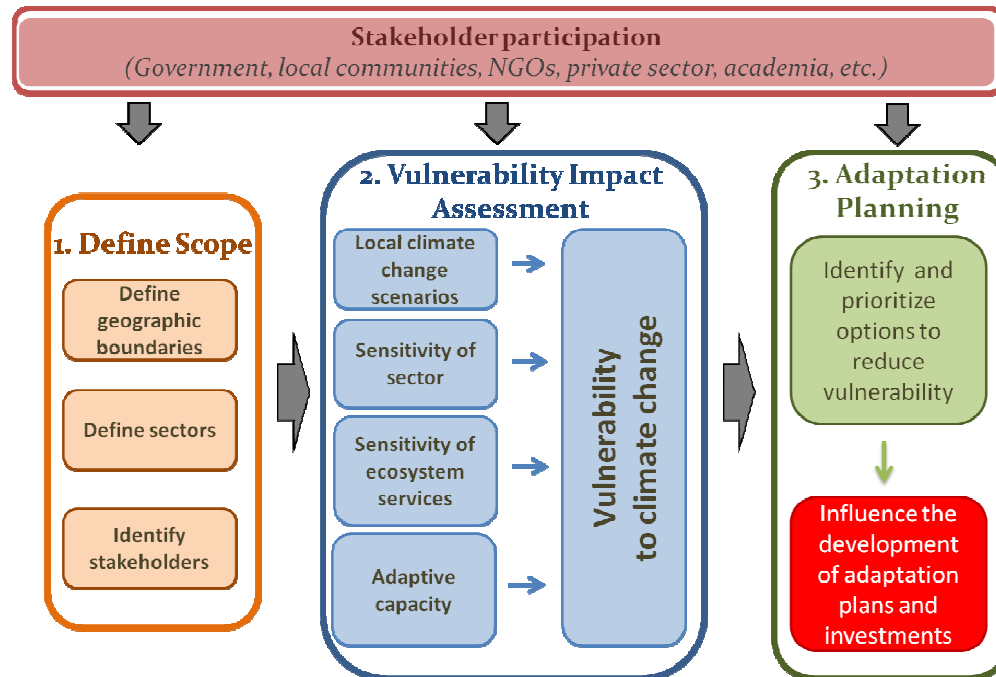 Stakeholder participation
(Government, local communities, NGOs, private sector, academia, etc.)
1. Define Scope
Define
geographic
boundaries
Define sectors
Identify
stakeholders
2. Vulnerability Impact
Assessment
Local climate
change
scenarios
Sensitivity of
sector
Sensitivity of
ecosystem
services
Adaptive
capacity
Vulnerability
to climate change
3. Adaptation
Planning
Identify and
prioritize
options to
reduce
vulnerability
Influence the
development
of adaptation
plans and
investments